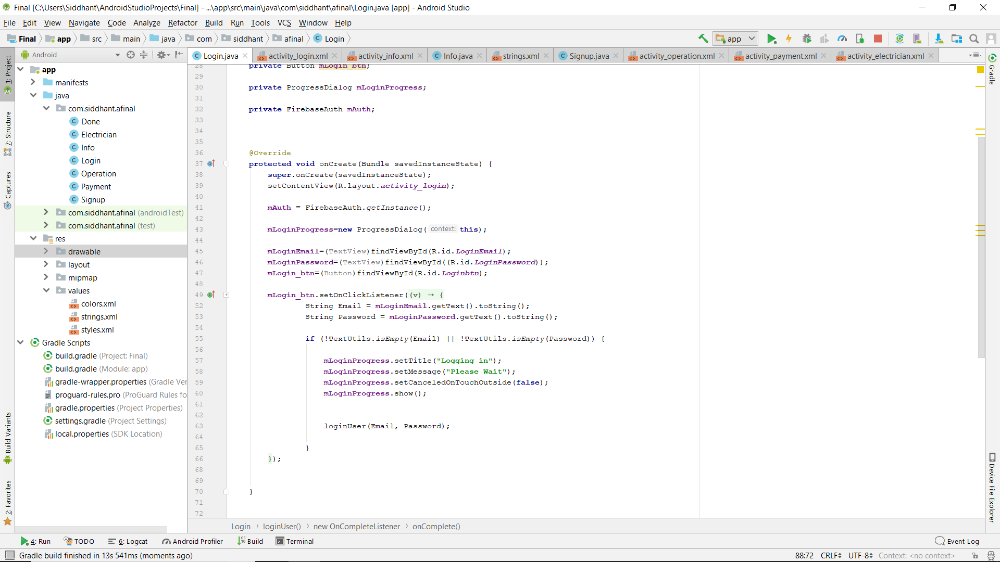 Final [C:\Users\Siddhant\AndroidStudioProjects\Final] - ...\app\src\main\java\com\siddhant\afinal\Login.java [app] - Android Studio
File Edit View Navigate Code Analyze Refactor Build Run Tools VCS Window Help
Final app src main java com siddhant afinal C Login app
Android
Login.java activity_login.xml activity_info.xml Info.java strings.xml Signup.java activity_operation.xml activity_payment.xml activity_electrician.xml
1: Project
7: Structure
Captures
Build Variants
2: Favorites
app
manifests
java
com.siddhant.afinal
C Done
C Electrician
C Info
C Login
C Operation
C Payment
C Signup
com.siddhant.afinal (androidTest)
com.siddhant.afinal (test)
res
drawable
layout
mipmap
values
colors.xml
strings.xml
styles.xml
Gradle Scripts
build.gradle (Project: Final)
build.gradle (Module: app)
gradle-wrapper.properties (Gradle Ver
proguard-rules.pro (ProGuard Rules fo
gradle.properties (Project Properties)
settings.gradle (Project Settings)
local.properties (SDK Location)
28 private Button mLogin_btn;
29
30 private ProgressDialog mLoginProgress;
31
32 private FirebaseAuth mAuth;
33
34
35
36 @Override
37 protected void onCreate(Bundle savedInstanceState) {
38 super.onCreate(savedInstanceState);
39 setContentView(R.layout.activity_login);
40
41 mAuth = FirebaseAuth.getInstance();
42
43 mLoginProgress=new ProgressDialog( context: this);
44
45 mLoginEmail=(TextView)findViewById(R.id.LoginEmail);
46 mLoginPassword=(TextView)findViewById((R.id.LoginPassword));
47 mLogin_btn=(Button)findViewById(R.id.Loginbtn);
48
49 mLogin_btn.setOnClickListener((v) → {
52 String Email = mLoginEmail.getText().toString();
53 String Password = mLoginPassword.getText().toString();
54
55 if (!TextUtils.isEmpty(Email) || !TextUtils.isEmpty(Password)) {
56
57 mLoginProgress.setTitle("Logging in");
58 mLoginProgress.setMessage("Please Wait");
59 mLoginProgress.setCanceledOnTouchOutside(false);
60 mLoginProgress.show();
61
62
63 loginUser(Email, Password);
64
65 }
66 });
68
69
70 }
71
72
Login › loginUser() › new OnCompleteListener › onComplete()
Gradle
Device File Explorer
4: Run TODO 6: Logcat Android Profiler Build Terminal Event Log
Gradle build finished in 13s 541ms (moments ago) 88:72 CRLF UTF-8 Context: <no context>